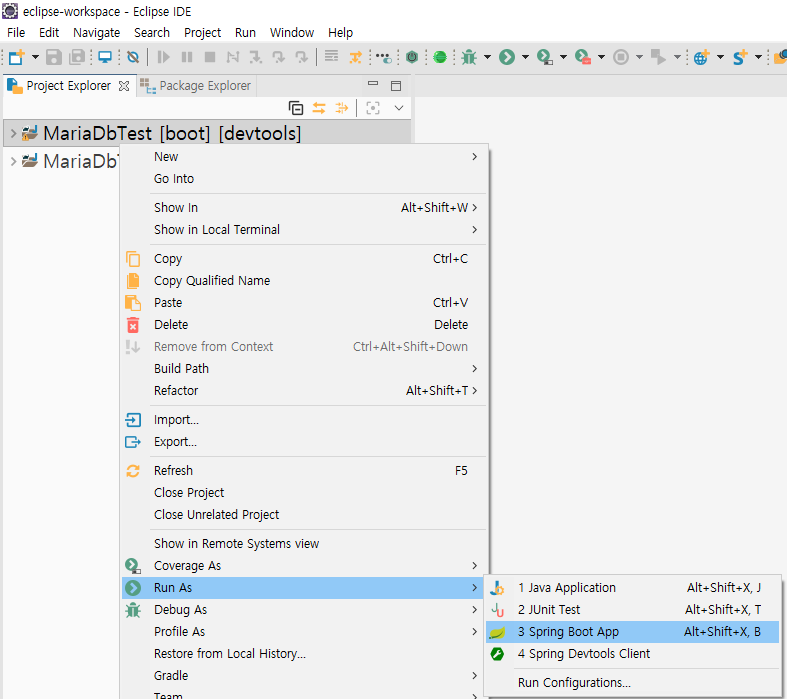 eclipse-workspace - Eclipse IDE
File Edit Navigate Search Project Run Window Help
Project Explorer Package Explorer
MariaDbTest [boot] [devtools]
MariaDb
New
Go Into
Show In Alt+Shift+W
Show in Local Terminal
Copy Ctrl+C
Copy Qualified Name
Paste Ctrl+V
Delete Delete
Remove from Context Ctrl+Alt+Shift+Down
Build Path
Refactor Alt+Shift+T
Import...
Export...
Refresh F5
Close Project
Close Unrelated Project
Show in Remote Systems view
Coverage As
Run As
1 Java Application Alt+Shift+X, J
Debug As
2 JUnit Test Alt+Shift+X, T
Profile As
3 Spring Boot App Alt+Shift+X, B
Restore from Local History...
4 Spring Devtools Client
Gradle
Run Configurations...
Team